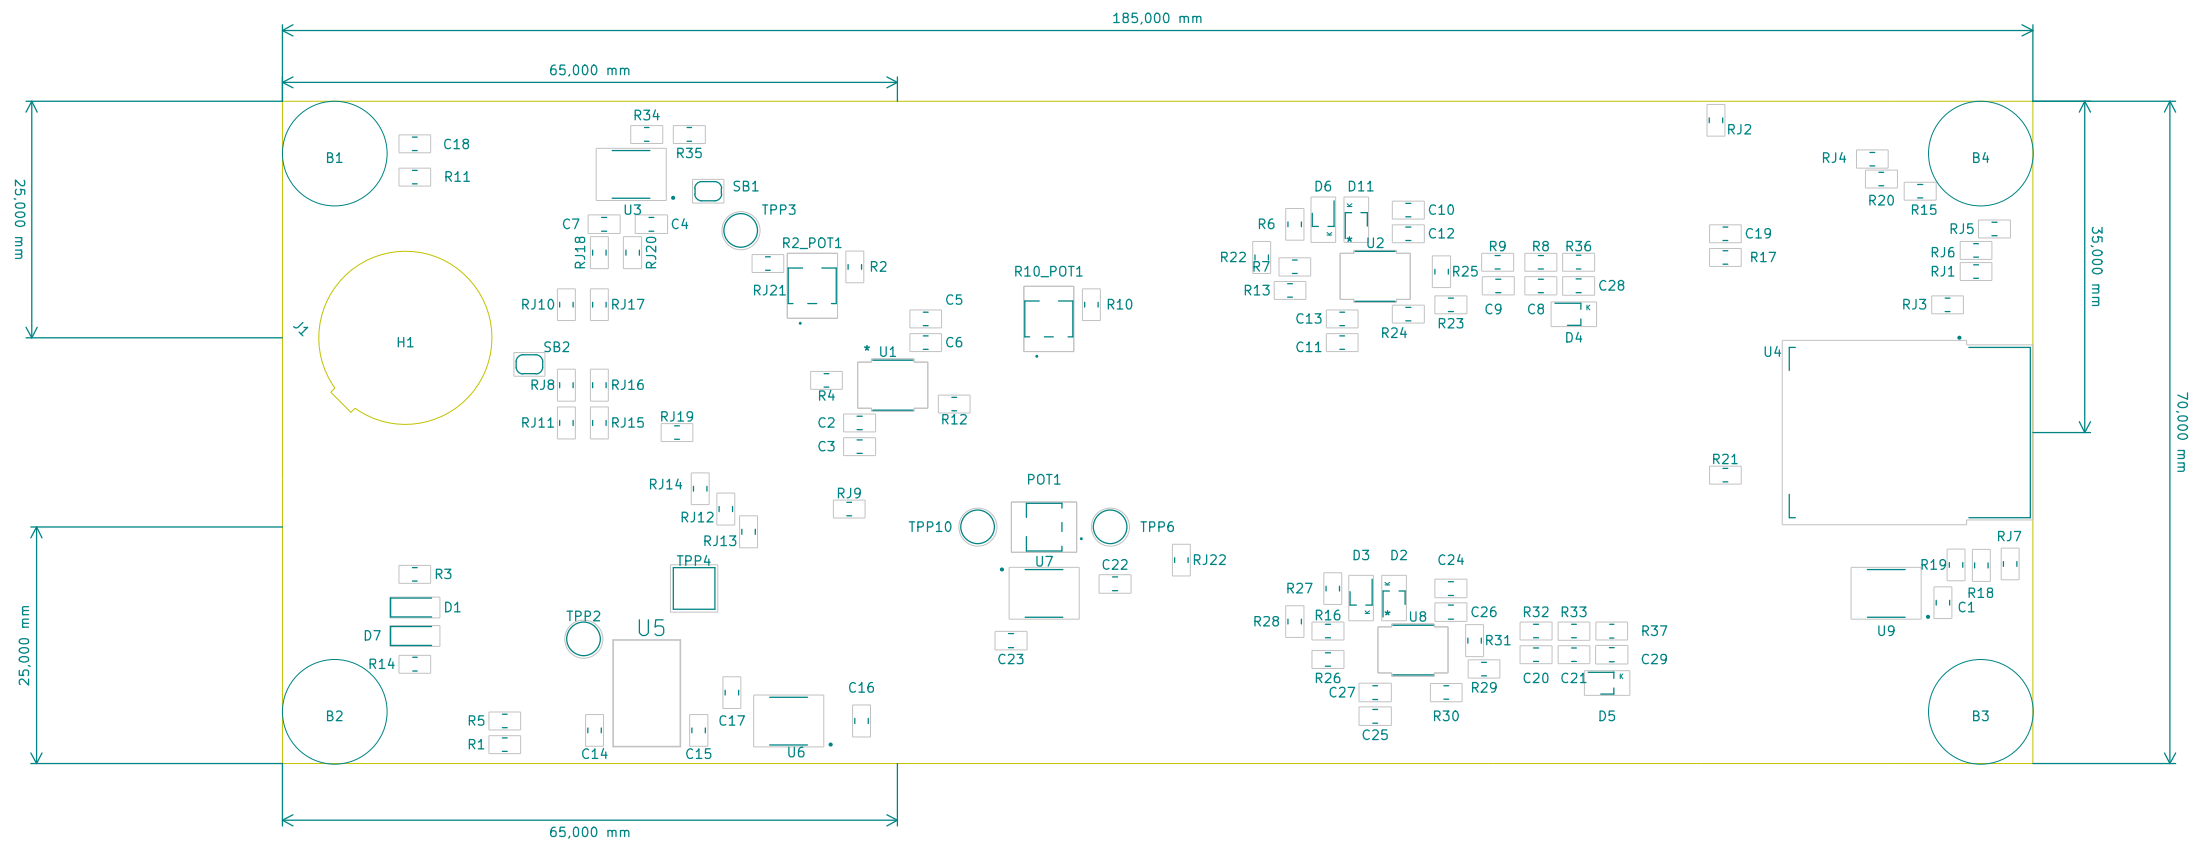 185,000 mm
65,000 mm
R34
RJ2
B1
C18
R35
RJ4
B4
R11
25,000 mm
SB1
D6
D11
R20
U3
TPP3
C10
R15
C7
C4
R6
RJ5
C12
C19
RJ18
RJ20
R2_POT1
U2
R9
R8
R36
RJ6
35,000 mm
R22
R17
R2
R7
R10_POT1
R25
RJ1
RJ21
R13
C28
RJ10
RJ17
C5
R10
C9
C8
K
K
K
RJ3
C13
R23
J1
R24
D4
H1
C6
SB2
*
U1
*
C11
U4
RJ8
RJ16
R4
RJ19
R12
70,000 mm
RJ11
RJ15
C2
C3
R21
RJ14
POT1
RJ9
RJ12
TPP10
TPP6
RJ13
RJ7
D3
D2
TPP4
U7
C22
RJ22
C24
R19
R3
K
K
R27
R18
D1
C1
TPP2
R16
*
U8
C26
R32
R33
R28
U5
D7
R37
U9
25,000 mm
R31
C23
C29
R14
R26
C20
C21
K
C16
C27
R29
B2
R5
C17
R30
D5
B3
C25
R1
C14
C15
U6
65,000 mm